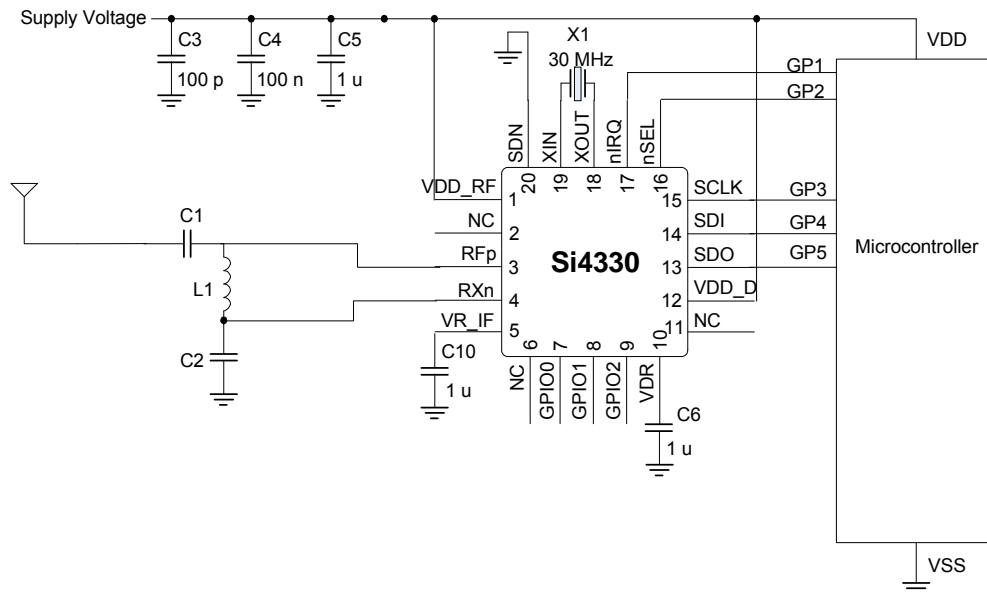 Supply Voltage
C3
100 p
C4
100 n
C5
1 u
X1
30 MHz
VDD
GP1
GP2
SDN
XIN
XOUT
nIRQ
nSEL
20
19
18
17
16
VDD_RF
1
NC
2
RFp
3
RXn
4
VR_IF
5
Si4330
15
SCLK
GP3
14
SDI
GP4
13
SDO
GP5
12
VDD_D
11
NC
Microcontroller
C1
L1
C2
C10
1 u
6
7
8
9
10
NC
GPIO0
GPIO1
GPIO2
VDR
C6
1 u
VSS